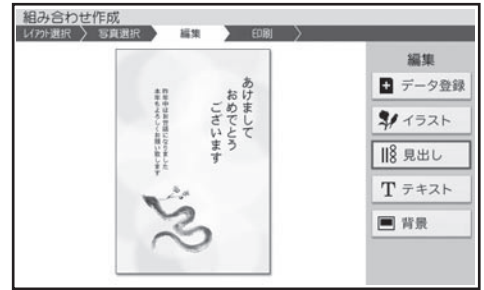 組み合わせ作成
レイアウト選択
写真選択
編集
印刷
あけまして
おめでとう
ございます
昨年中はお世話になりました
本年もよろしくお願い致します
編集
データ登録
イラスト
見出し
テキスト
背景